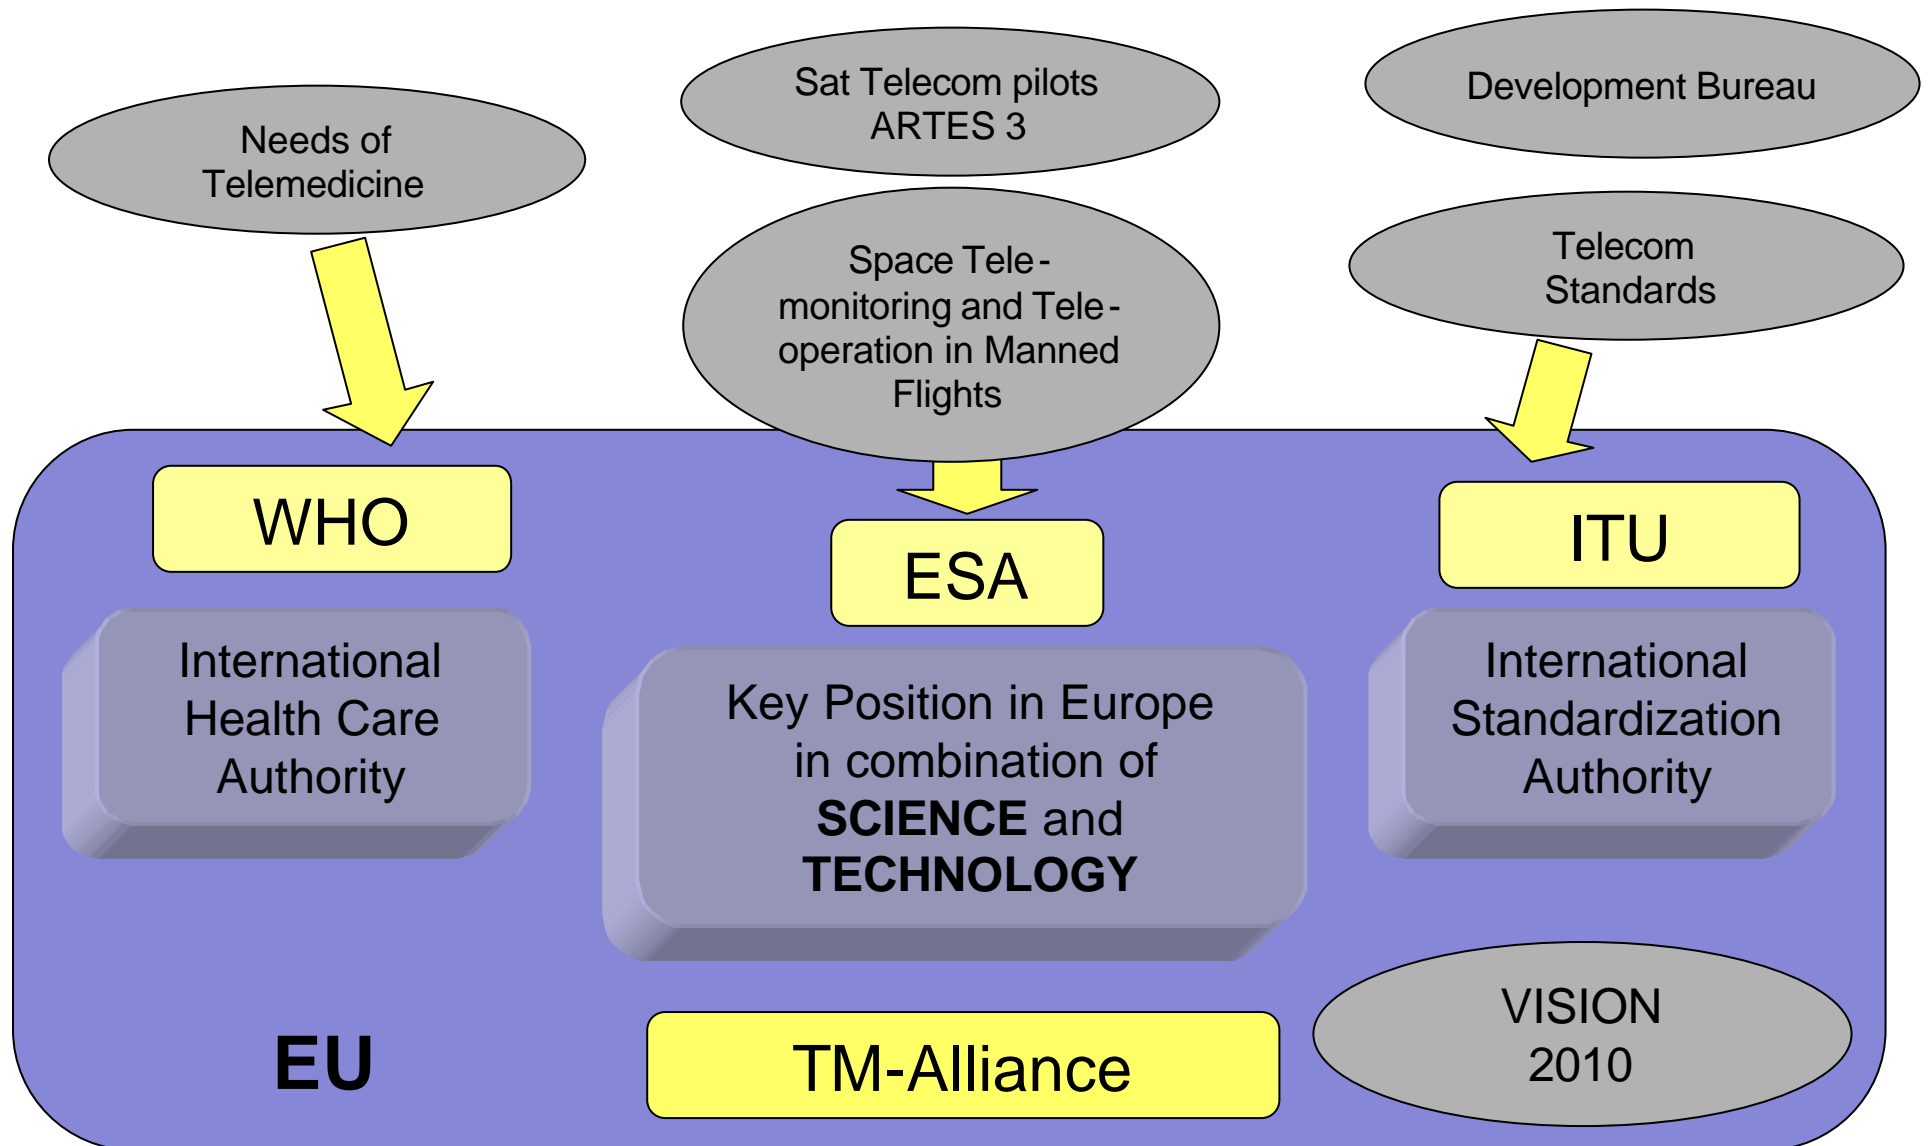 Needs of
Telemedicine
Sat Telecom pilots
ARTES 3
Development Bureau
Space Tele-
monitoring and Tele-
operation in Manned
Flights
Telecom
Standards
WHO
ESA
ITU
International
Health Care
Authority
Key Position in Europe
in combination of
SCIENCE and
TECHNOLOGY
International
Standardization
Authority
EU
TM-Alliance
VISION
2010